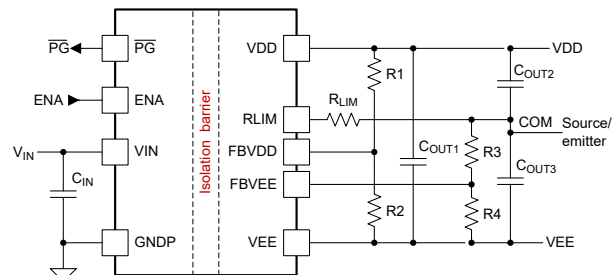 PG
PG
VDD
VDD
R1
COUT2
ENA
ENA
Isolation barrier
RLIM
RLIM
COM
Source/
emitter
VIN
VIN
FBVDD
COUT1
R3
COUT3
CIN
FBVEE
R2
R4
GNDP
VEE
VEE